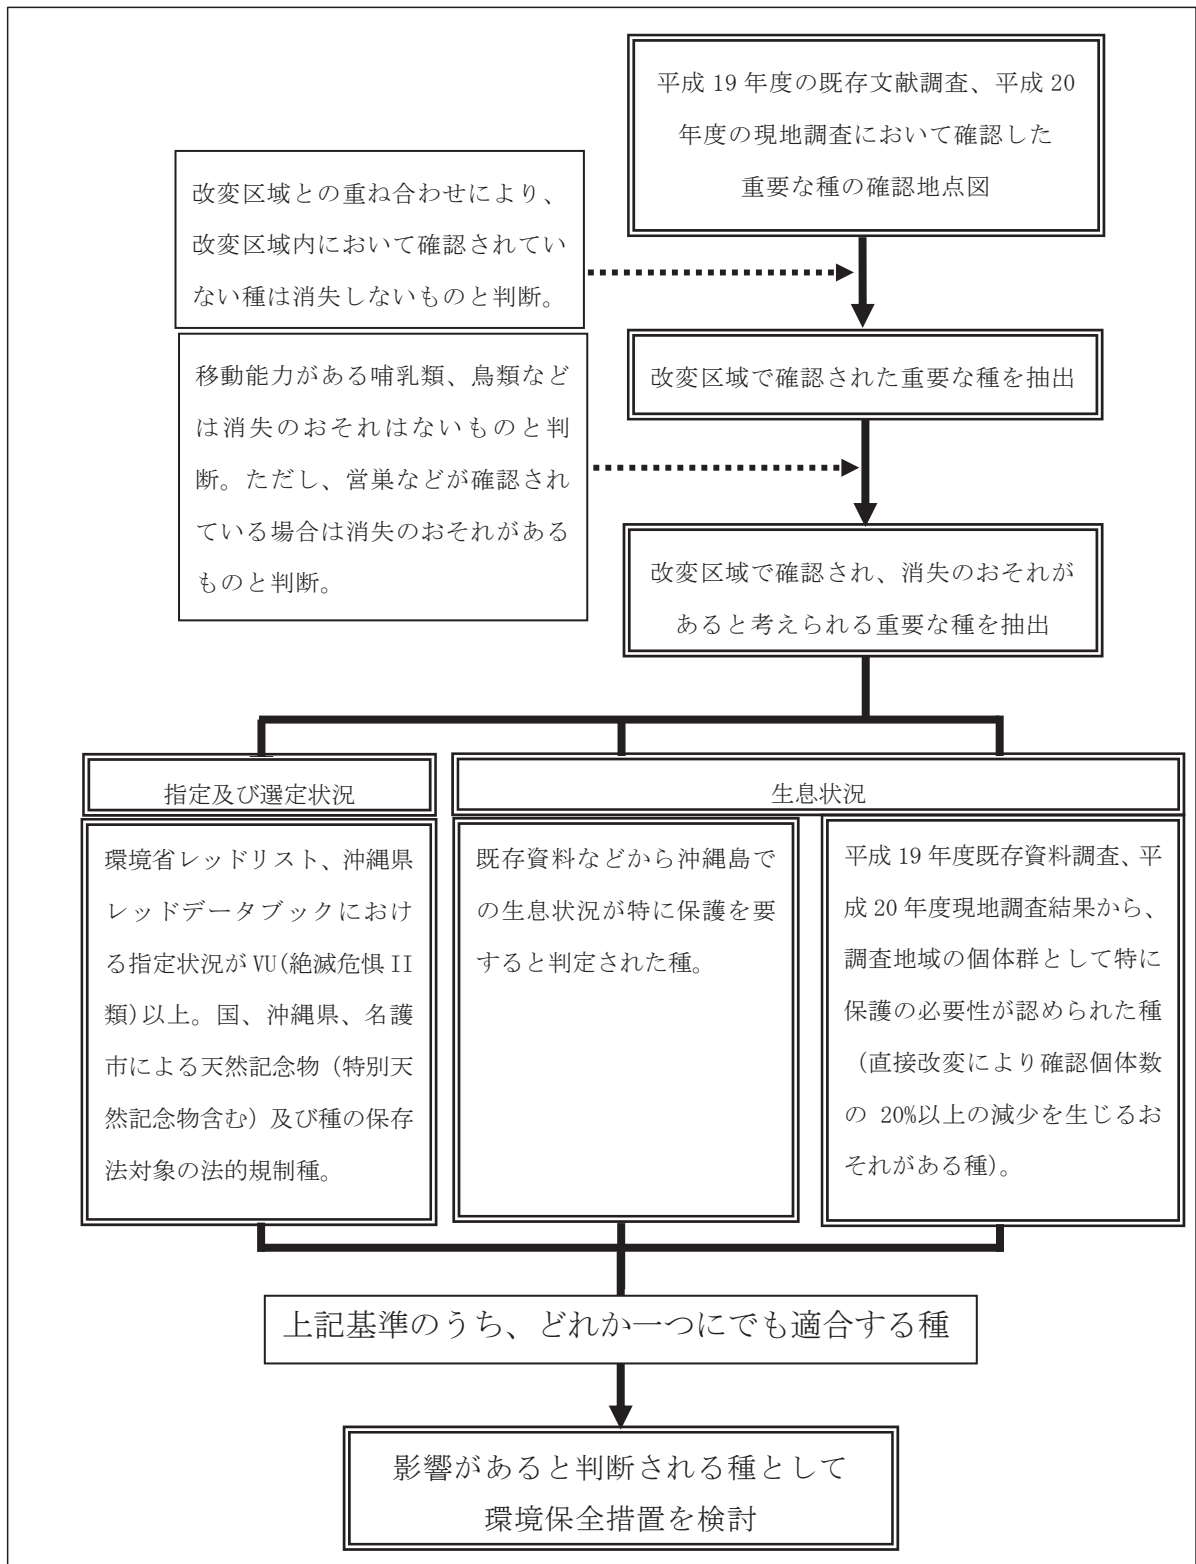 平成 19 年度の既存文献調査、平成 20
年度の現地調査において確認した
重要な種の確認地点図
改変区域との重ね合わせにより、
改変区域内において確認されてい
ない種は消失しないものと判断。
改変区域で確認された重要な種を抽出
移動能力がある哺乳類、鳥類など
は消失のおそれはないものと判
断。ただし、営巣などが確認され
ている場合は消失のおそれがある
ものと判断。
改変区域で確認され、消失のおそれが
あると考えられる重要な種を抽出
指定及び選定状況
環境省レッドリスト、沖縄県
レッドデータブックにおけ
る指定状況が VU(絶滅危惧 II
類)以上。国、沖縄県、名護
市による天然記念物（特別天
然記念物含む）及び種の保存
法対象の法的規制種。
生息状況
既存資料などから沖縄島で
の生息状況が特に保護を要
すると判定された種。
平成 19 年度既存資料調査、平
成 20 年度現地調査結果から、
調査地域の個体群として特に
保護の必要性が認められた種
（直接改変により確認個体数
の 20%以上の減少を生じるお
それがある種)。
上記基準のうち、どれか一つにでも適合する種
影響があると判断される種として
環境保全措置を検討